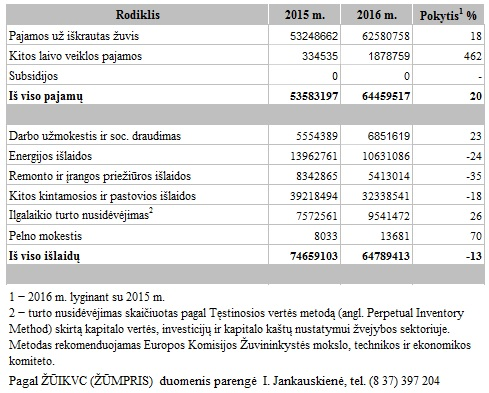 Rodiklis 2015 m. 2016 m. Pokytis¹ %
Pajamos už iškrautas žuvis 53248662 62580758 18
Kitos laivo veiklos pajamos 334535 1878759 462
Subsidijos 0 0 -
Iš viso pajamų 53583197 64459517 20
Darbo užmokestis ir soc. draudimas 5554389 6851619 23
Energijos išlaidos 13962761 10631086 -24
Remonto ir įrangos priežiūros išlaidos 8342865 5413014 -35
Kitos kintamosios ir pastovios išlaidos 39218494 32338541 -18
Ilgalaikio turto nusidėvėjimas² 7572561 9541472 26
Pelno mokestis 8033 13681 70
Iš viso išlaidų 74659103 64789413 -13
1 – 2016 m. lyginant su 2015 m.
2 – turto nusidėvėjimas skaičiuotas pagal Tęstinosios vertės metodą (angl. Perpetual Inventory
Method) skirtą kapitalo vertės, investicijų ir kapitalo kaštų nustatymui žvejybos sektoriuje.
Metodas rekomenduojamas Europos Komisijos Žuvininkystės mokslo, technikos ir ekonomikos
komiteto.
Pagal ŽŪIKVC (ŽŪMPRIS) duomenis parengė I. Jankauskienė, tel. (8 37) 397 204